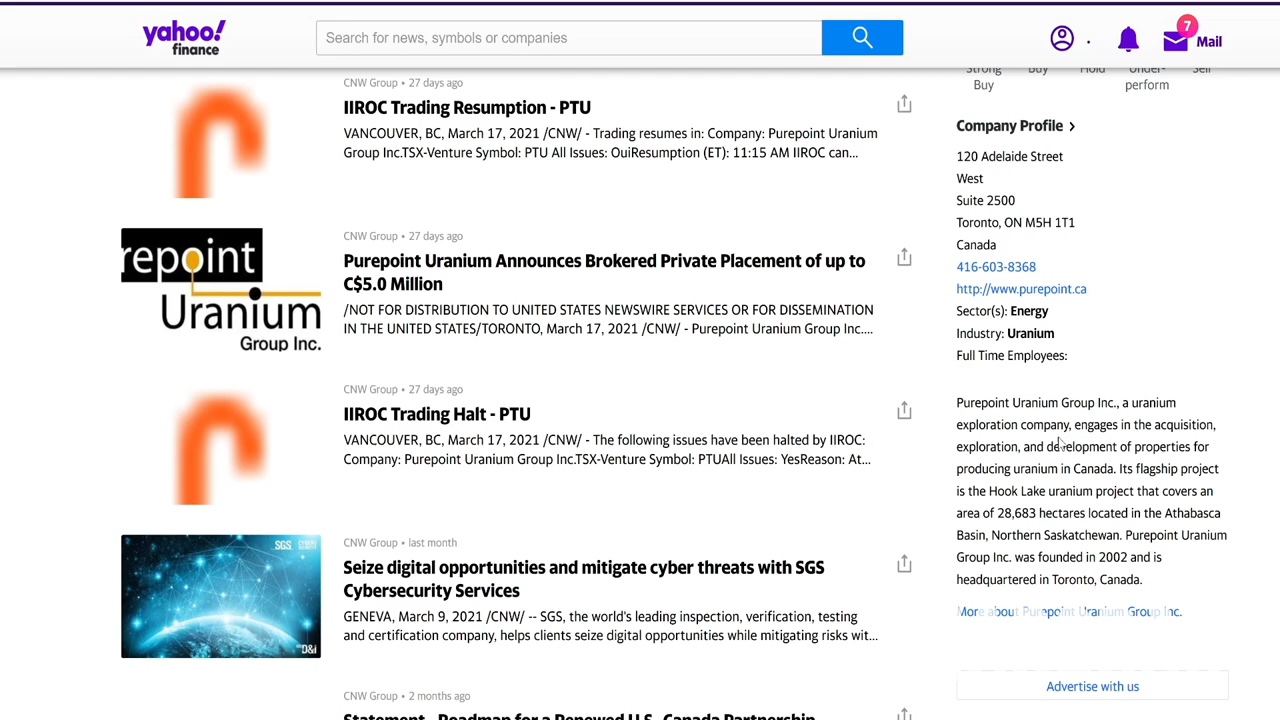 yahoo!
finance
Search for news, symbols or companies
7
Mail
Strong
Buy
Buy
Hold
Under-
perform
Sell
CNW Group • 27 days ago
IIROC Trading Resumption - PTU
VANCOUVER, BC, March 17, 2021 /CNW/ - Trading resumes in: Company: Purepoint Uranium
Group Inc.TSX-Venture Symbol: PTU All Issues: OuiResumption (ET): 11:15 AM IIROC can...
repoint
Uranium
Group Inc.
CNW Group • 27 days ago
Purepoint Uranium Announces Brokered Private Placement of up to
C$5.0 Million
/NOT FOR DISTRIBUTION TO UNITED STATES NEWSWIRE SERVICES OR FOR DISSEMINATION
IN THE UNITED STATES/TORONTO, March 17, 2021 /CNW/ - Purepoint Uranium Group Inc....
CNW Group • 27 days ago
IIROC Trading Halt - PTU
VANCOUVER, BC, March 17, 2021 /CNW/ - The following issues have been halted by IIROC:
Company: Purepoint Uranium Group Inc.TSX-Venture Symbol: PTUAll Issues: YesReason: At...
SGS
D&I
CNW Group • last month
Seize digital opportunities and mitigate cyber threats with SGS
Cybersecurity Services
GENEVA, March 9, 2021 /CNW/ -- SGS, the world's leading inspection, verification, testing
and certification company, helps clients seize digital opportunities while mitigating risks wit...
CNW Group • 2 months ago
Statement - Roadmap for a Renewed U.S.-Canada Partnership
Company Profile
120 Adelaide Street
West
Suite 2500
Toronto, ON M5H 1T1
Canada
416-603-8368
http://www.purepoint.ca
Sector(s): Energy
Industry: Uranium
Full Time Employees:
Purepoint Uranium Group Inc., a uranium
exploration company, engages in the acquisition,
exploration, and development of properties for
producing uranium in Canada. Its flagship project
is the Hook Lake uranium project that covers an
area of 28,683 hectares located in the Athabasca
Basin, Northern Saskatchewan. Purepoint Uranium
Group Inc. was founded in 2002 and is
headquartered in Toronto, Canada.
More about Purepoint Uranium Group Inc.
Advertise with us